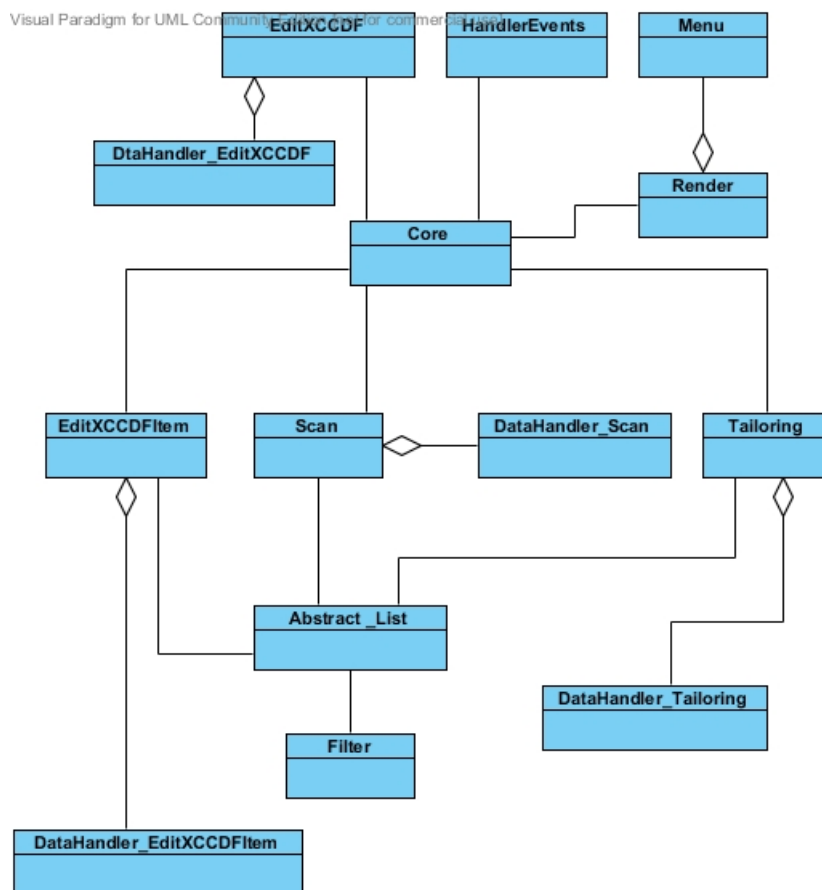 Visual Paradigm for UML Community Edition [not for commercial use]
EditXCCDF
HandlerEvents
Menu
DtaHandler_EditXCCDF
Render
Core
EditXCCDFItem
Scan
DataHandler_Scan
Tailoring
Abstract _List
DataHandler_Tailoring
Filter
DataHandler_EditXCCDFItem